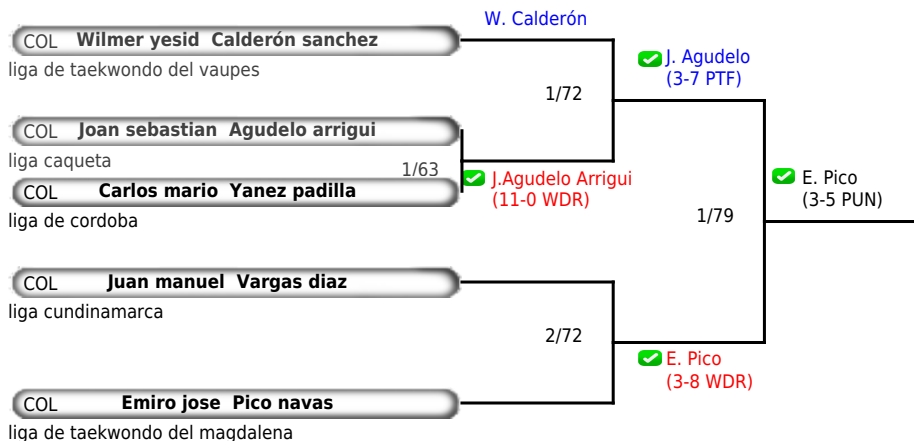 W. Calderón
COL Wilmer yesid Calderón sanchez
liga de taekwondo del vaupes
J. Agudelo
(3-7 PTF)
1/72
COL Joan sebastian Agudelo arrigui
liga caqueta
1/63
J.Agudelo Arrigui
(11-0 WDR)
COL Carlos mario Yanez padilla
liga de cordoba
E. Pico
(3-5 PUN)
1/79
COL Juan manuel Vargas diaz
liga cundinamarca
2/72
E. Pico
(3-8 WDR)
COL Emiro jose Pico navas
liga de taekwondo del magdalena